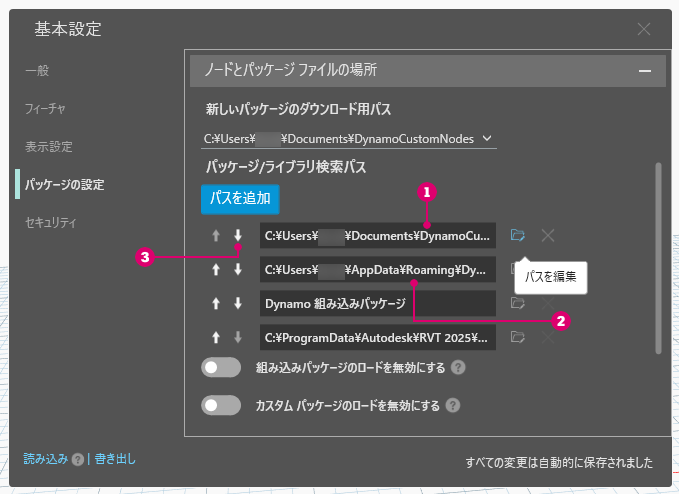 基本設定
一般
フィーチャ
表示設定
パッケージの設定
セキュリティ
ノードとパッケージ ファイルの場所
新しいパッケージのダウンロード用パス
C:¥Users¥ ¥Documents¥DynamoCustomNodes
パッケージ/ライブラリ検索パス
パスを追加
1
C:¥Users¥ ¥Documents¥DynamoCu...
3
C:¥Users¥ ¥AppData¥Roaming¥Dy...
パスを編集
Dynamo 組み込みパッケージ
2
C:¥ProgramData¥Autodesk¥RVT 2025¥...
組み込みパッケージのロードを無効にする ?
カスタム パッケージのロードを無効にする ?
読み込み ? | 書き出し
すべての変更は自動的に保存されました